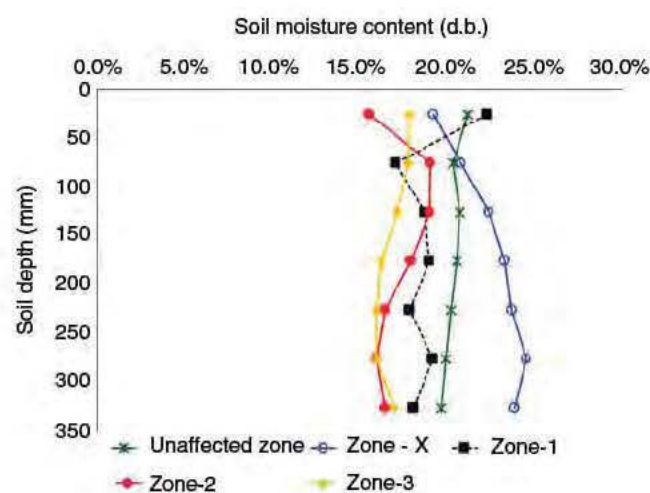 Soil moisture content (d.b.)
0.0% 5.0% 10.0% 15.0% 20.0% 25.0% 30.0%
0
50
100
150
200
250
300
350
Soil depth (mm)
Unaffected zone Zone - X Zone-1
Zone-2 Zone-3